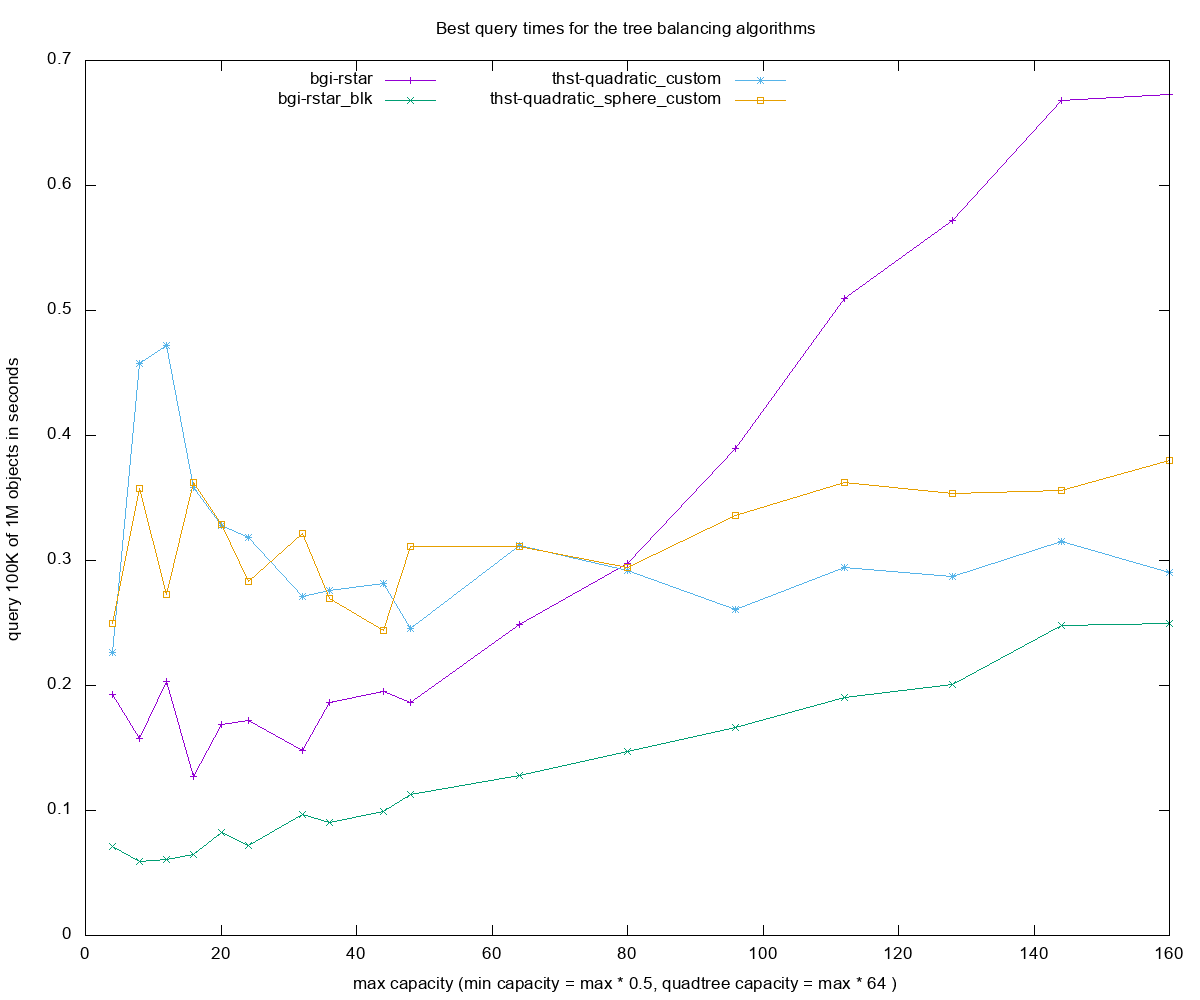 Best query times for the tree balancing algorithms
0.7
0.6
0.5
0.4
0.3
0.2
0.1
0
bgi-rstar
bgi-rstar_blk
thst-quadratic_custom
thst-quadratic_sphere_custom
query 100K of 1M objects in seconds
0 20 40 60 80 100 120 140 160
max capacity (min capacity = max * 0.5, quadtree capacity = max * 64 )